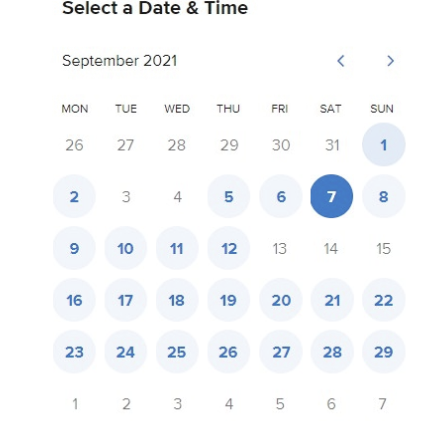 Select a Date & Time
September 2021
MON TUE WED THU FRI SAT SUN
26 27 28 29 30 31 1
2 3 4 5 6 7 8
9 10 11 12 13 14 15
16 17 18 19 20 21 22
23 24 25 26 27 28 29
1 2 3 4 5 6 7